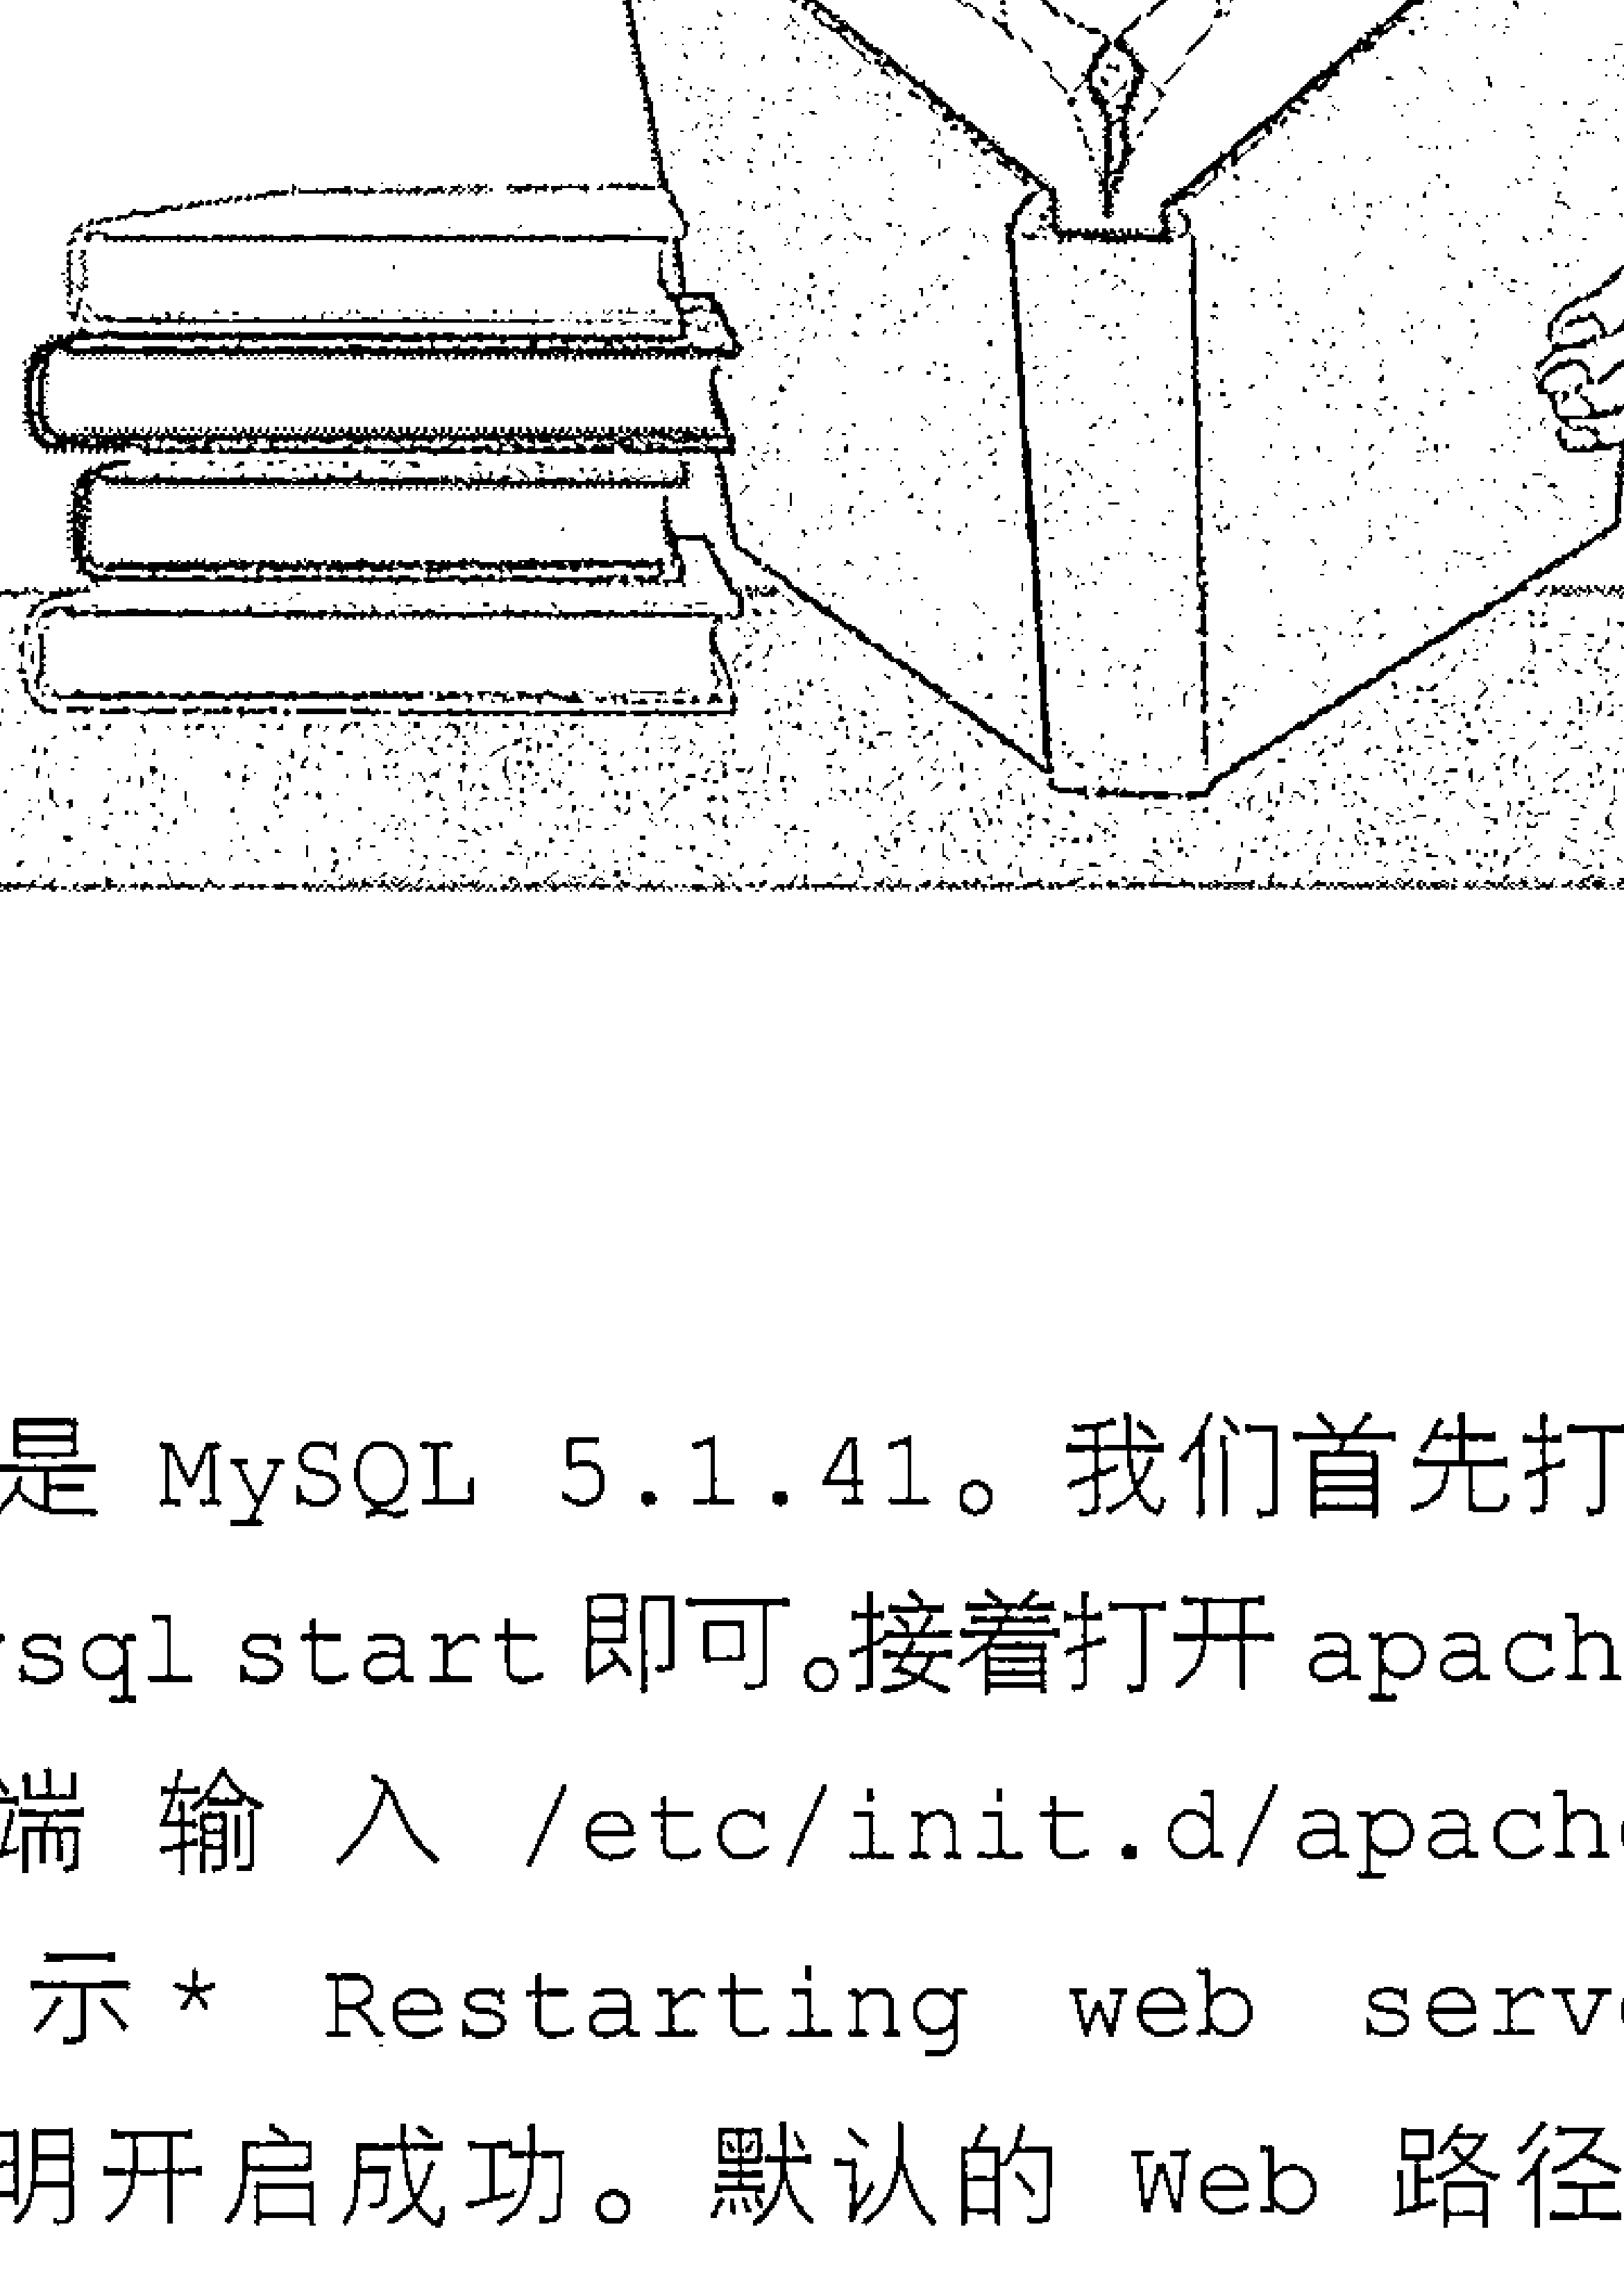 是 MySQL 5.1.41。我们首先打
sql start 即可。接着打开 apach
端 输 入 /etc/init.d/apach
示* Restarting web serv
明开启成功。默认的 Web 路径